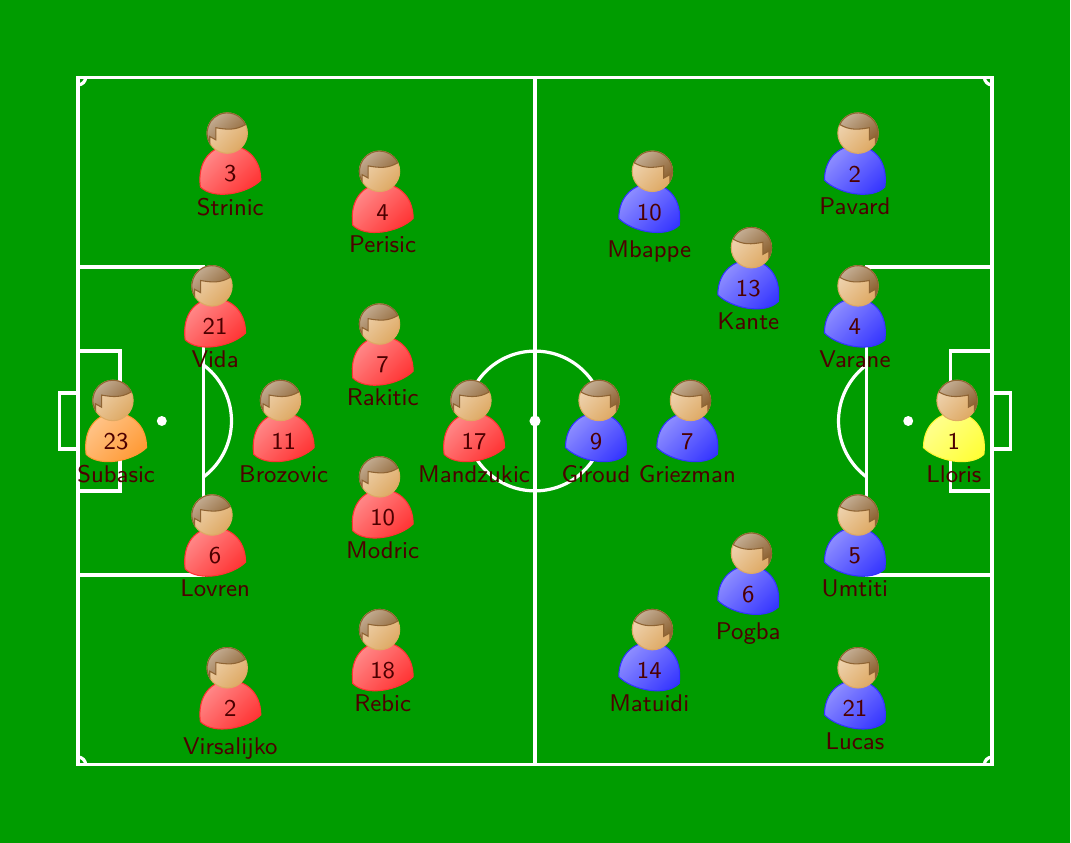 3
Strinic
4
Perisic
21
Vida
7
Rakitic
23
Subasic
11
Brozovic
17
Mandzukic
10
Modric
6
Lovren
18
Rebic
2
Virsalijko
10
Mbappe
2
Pavard
13
Kante
4
Varane
9
Giroud
7
Griezman
1
Lloris
5
Umtiti
6
Pogba
14
Matuidi
21
Lucas